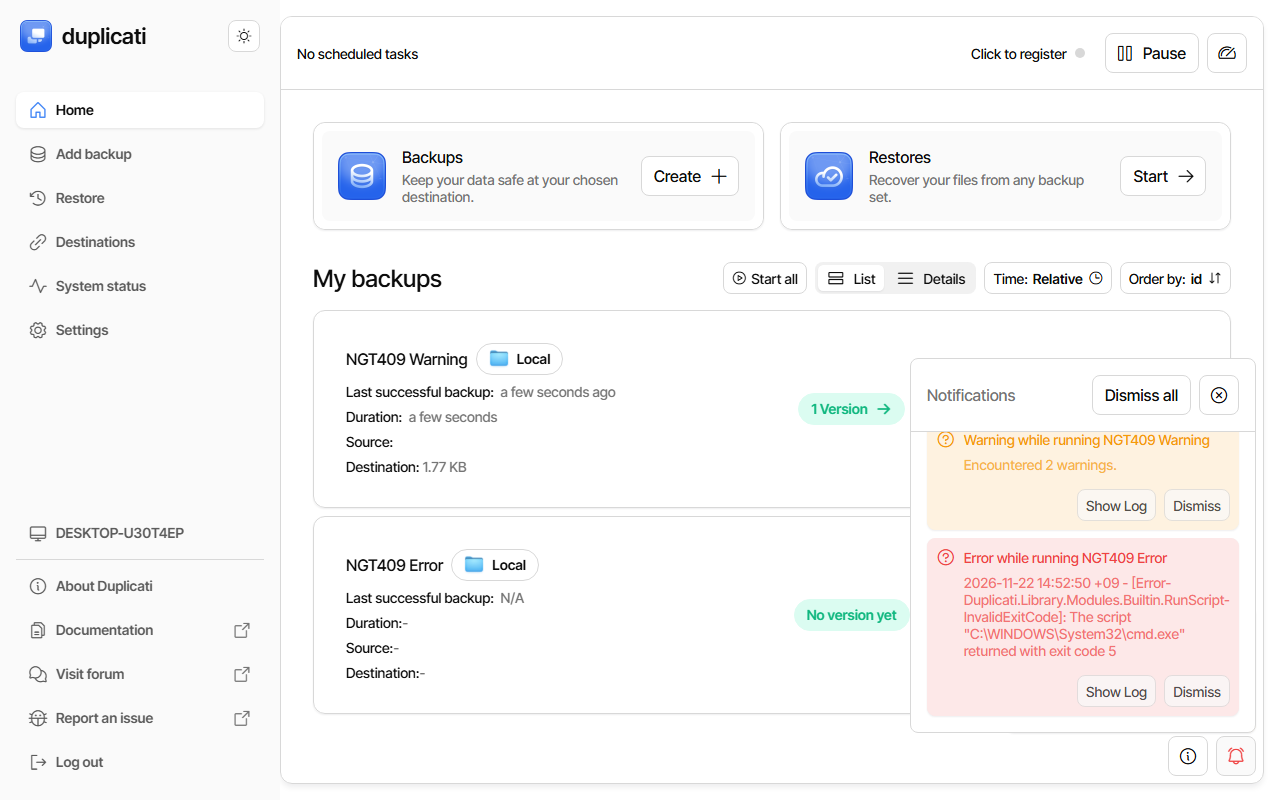 duplicati
Home
Add backup
Restore
Destinations
System status
Settings
DESKTOP-U30T4EP
About Duplicati
Documentation
Visit forum
Report an issue
Log out
No scheduled tasks
Click to register
Pause
Backups
Keep your data safe at your chosen
destination.
Create
Restores
Recover your files from any backup
set.
Start
My backups
Start all
List
Details
Time: Relative
Order by: id
NGT409 Warning
Local
Last successful backup: a few seconds ago
Duration: a few seconds
Source:
Destination: 1.77 KB
1 Version
NGT409 Error
Local
Last successful backup: N/A
Duration:-
Source:-
Destination:-
No version yet
Notifications
Dismiss all
Warning while running NGT409 Warning
Encountered 2 warnings.
Show Log
Dismiss
Error while running NGT409 Error
2026-11-22 14:52:50 +09 - [Error-
Duplicati.Library.Modules.Builtin.RunScript-
InvalidExitCode]: The script
"C:\WINDOWS\System32\cmd.exe"
returned with exit code 5
Show Log
Dismiss